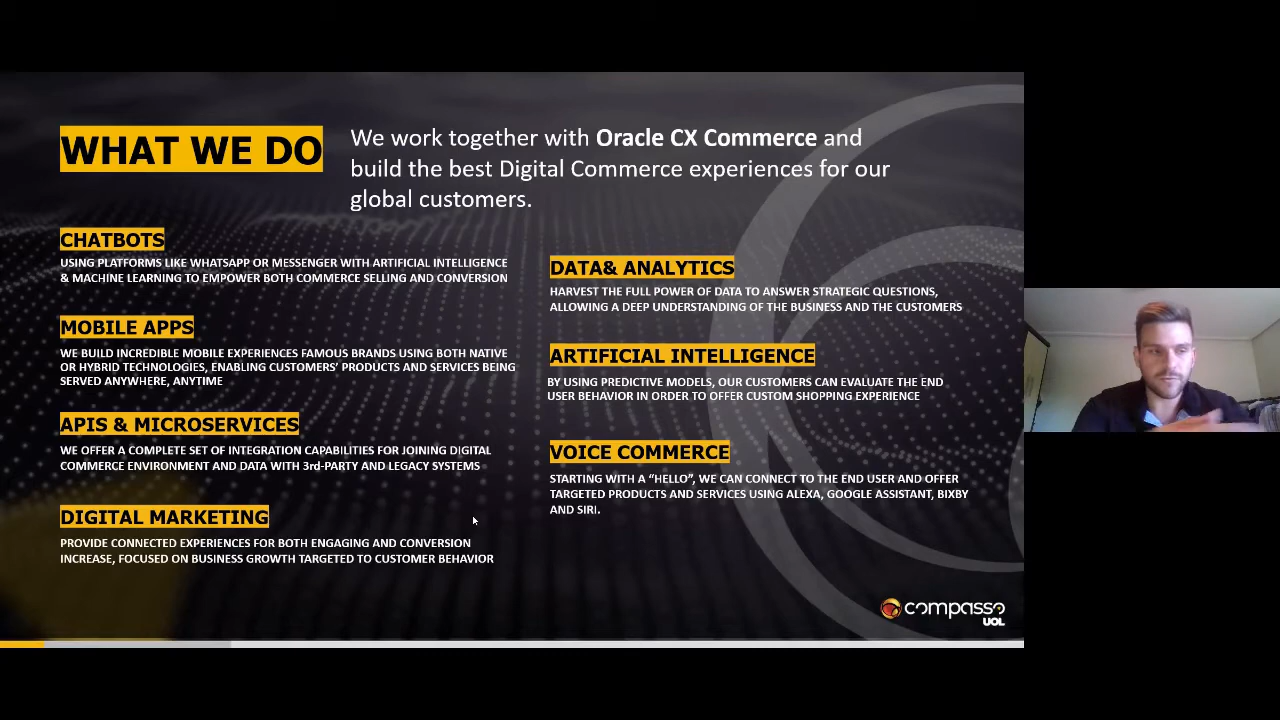 WHAT WE DO
We work together with Oracle CX Commerce and
build the best Digital Commerce experiences for our
global customers.
CHATBOTS
USING PLATFORMS LIKE WHATSAPP OR MESSENGER WITH ARTIFICIAL INTELLIGENCE
& MACHINE LEARNING TO EMPOWER BOTH COMMERCE SELLING AND CONVERSION
MOBILE APPS
WE BUILD INCREDIBLE MOBILE EXPERIENCES FAMOUS BRANDS USING BOTH NATIVE
OR HYBRID TECHNOLOGIES, ENABLING CUSTOMERS' PRODUCTS AND SERVICES BEING
SERVED ANYWHERE, ANYTIME
APIS & MICROSERVICES
WE OFFER A COMPLETE SET OF INTEGRATION CAPABILITIES FOR JOINING DIGITAL
COMMERCE ENVIRONMENT AND DATA WITH 3rd-PARTY AND LEGACY SYSTEMS
DIGITAL MARKETING
PROVIDE CONNECTED EXPERIENCES FOR BOTH ENGAGING AND CONVERSION
INCREASE, FOCUSED ON BUSINESS GROWTH TARGETED TO CUSTOMER BEHAVIOR
DATA& ANALYTICS
HARVEST THE FULL POWER OF DATA TO ANSWER STRATEGIC QUESTIONS,
ALLOWING A DEEP UNDERSTANDING OF THE BUSINESS AND THE CUSTOMERS
ARTIFICIAL INTELLIGENCE
BY USING PREDICTIVE MODELS, OUR CUSTOMERS CAN EVALUATE THE END
USER BEHAVIOR IN ORDER TO OFFER CUSTOM SHOPPING EXPERIENCE
VOICE COMMERCE
STARTING WITH A “HELLO”, WE CAN CONNECT TO THE END USER AND OFFER
TARGETED PRODUCTS AND SERVICES USING ALEXA, GOOGLE ASSISTANT, BIXBY
AND SIRI.
compasso
UOL